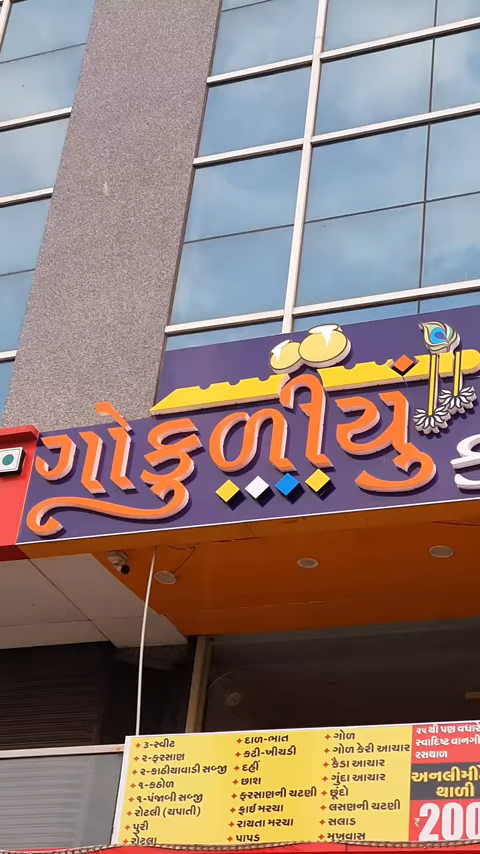 ગોકુળીયુ
૩-સ્વીટ
૨-ફરસાણ
૨-કાઠીયાવાડી સબ્જી
૧-કઠોળ
૧-પંજાબી સબ્જી
રોટલી (ચપાતી)
પુરી
રોટલા
દાળ-ભાત
કઢી-ખીચડી
દહીં
છાશ
ફરસાણની ચટણી
ફ્રાઈ મરચા
રાયતા મરચા
પાપડ
ગોળ
ગોળ કેરી આચાર
કેડા આચાર
ગુંદા આચાર
છુંદો
લસણની ચટણી
સલાડ
મુખવાસ
૨૫થી પણ વધારે
સ્વાદિષ્ટ વાનગી
રસથાળ
અનલીમીટેડ
થાળી
₹200